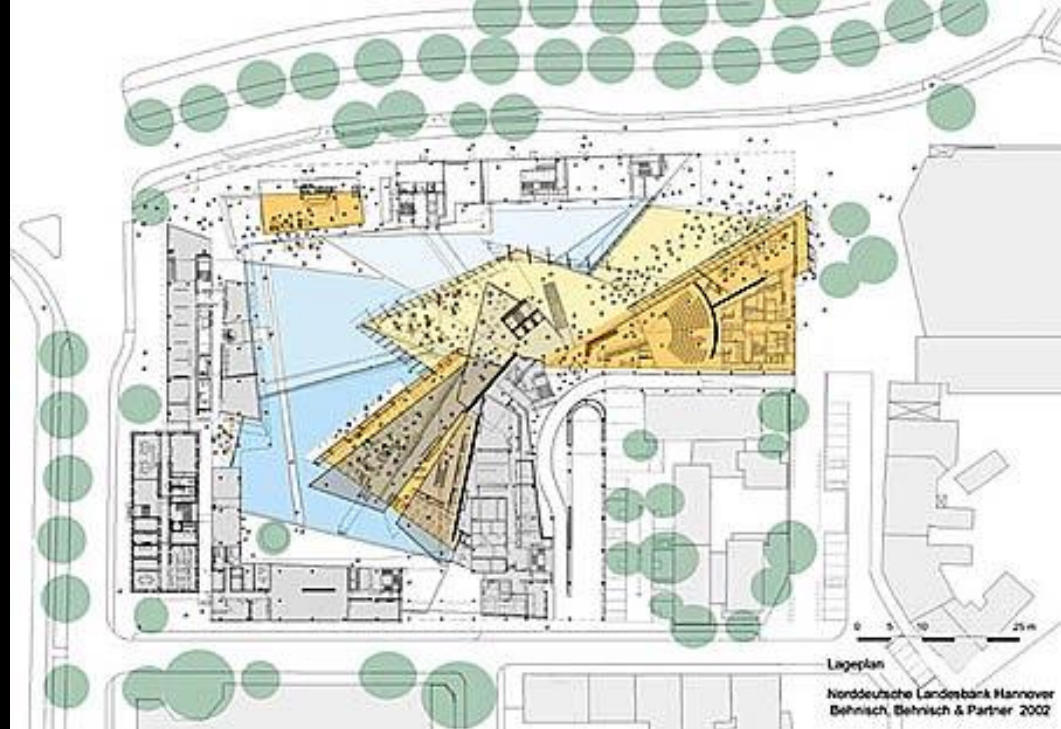 0 5 10 25 m
Lageplan
Norddeutsche Landesbank Hannover
Behnisch, Behnisch & Partner 2002